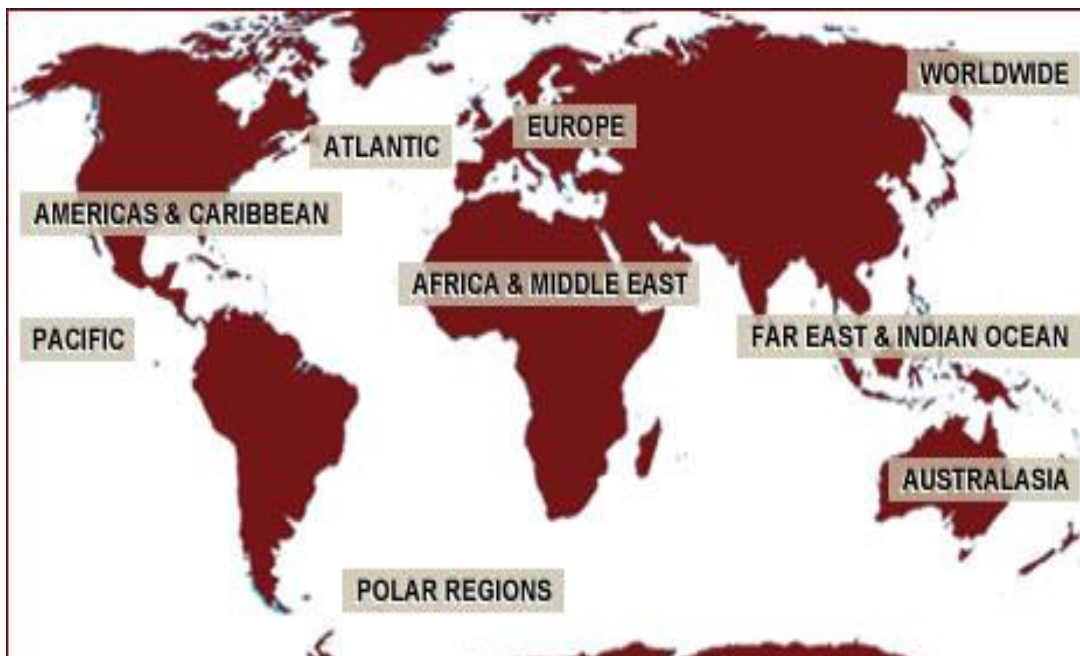 WORLDWIDE
EUROPE
ATLANTIC
AMERICAS & CARIBBEAN
AFRICA & MIDDLE EAST
PACIFIC
FAR EAST & INDIAN OCEAN
AUSTRALASIA
POLAR REGIONS